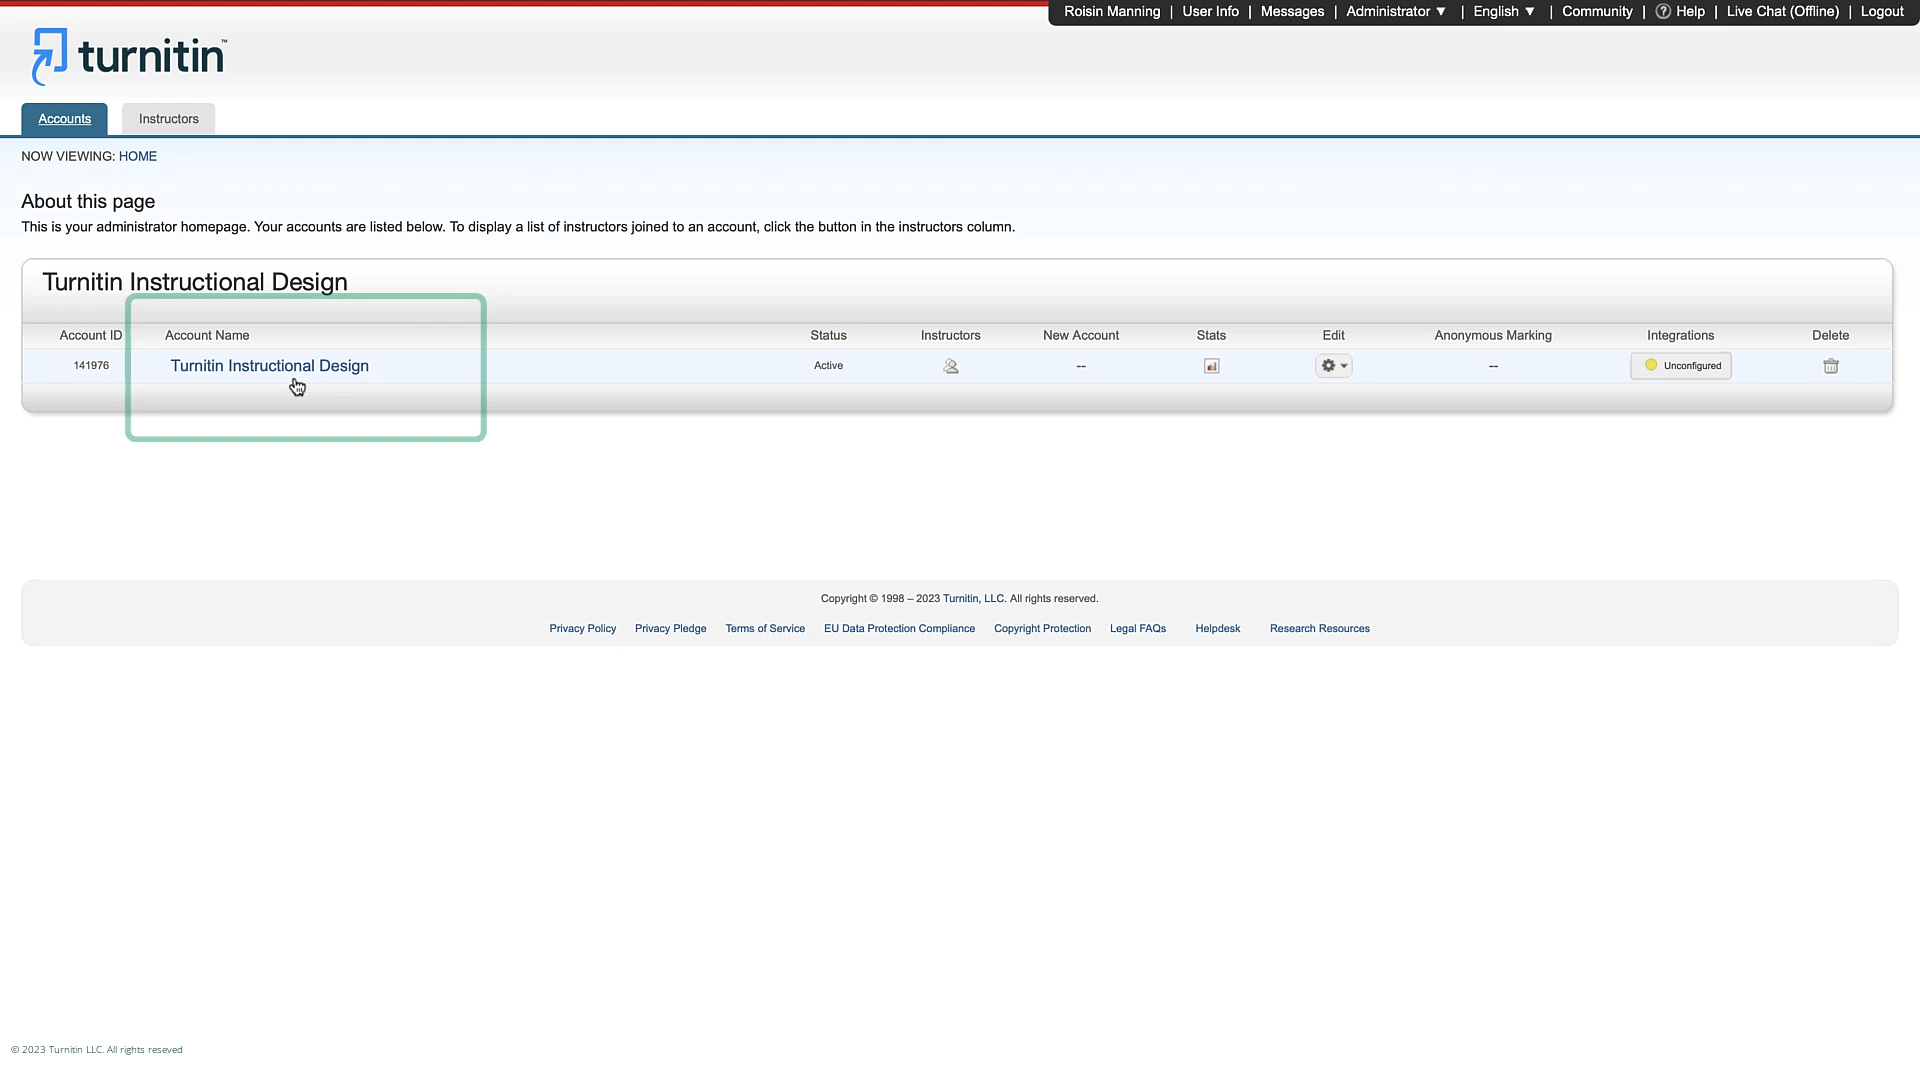 Roisin Manning | User Info | Messages | Administrator ▼ | English ▼ | Community | ? Help | Live Chat (Offline) | Logout
turnitin™
Accounts Instructors
NOW VIEWING: HOME
About this page
This is your administrator homepage. Your accounts are listed below. To display a list of instructors joined to an account, click the button in the instructors column.
Turnitin Instructional Design
Account ID Account Name Status Instructors New Account Stats Edit Anonymous Marking Integrations Delete
141976 Turnitin Instructional Design Active -- -- Unconfigured
Copyright © 1998 – 2023 Turnitin, LLC. All rights reserved.
Privacy Policy Privacy Pledge Terms of Service EU Data Protection Compliance Copyright Protection Legal FAQs Helpdesk Research Resources
© 2023 Turnitin LLC. All rights reseved